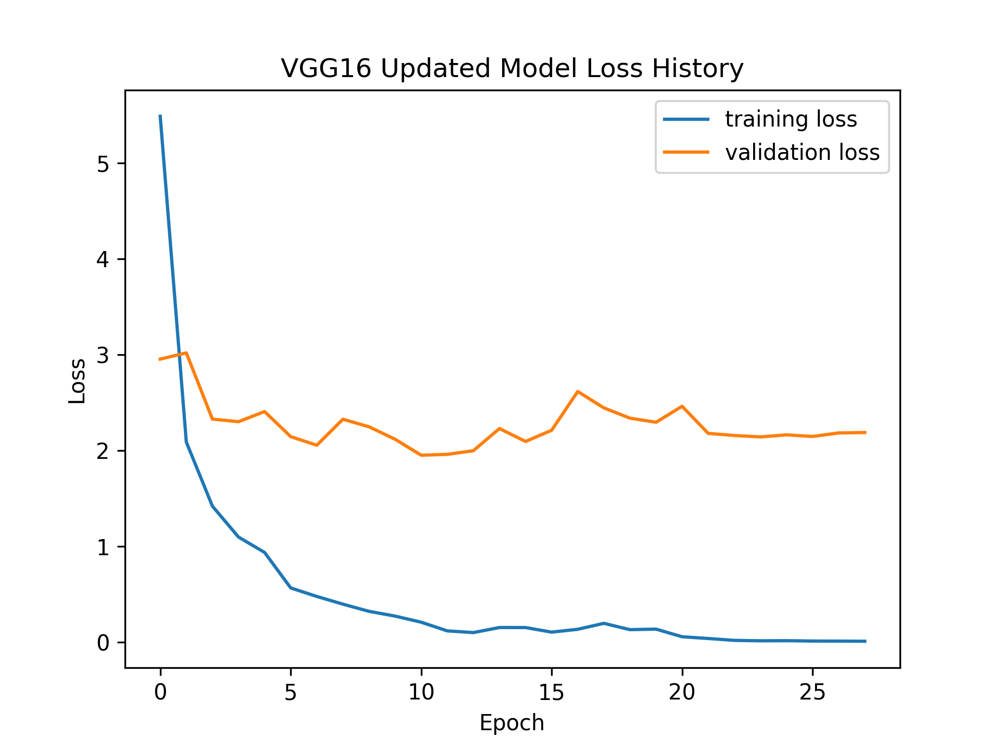 VGG16 Updated Model Loss History
training loss
validation loss
5
4
3
2
1
0
Loss
0 5 10 15 20 25
Epoch